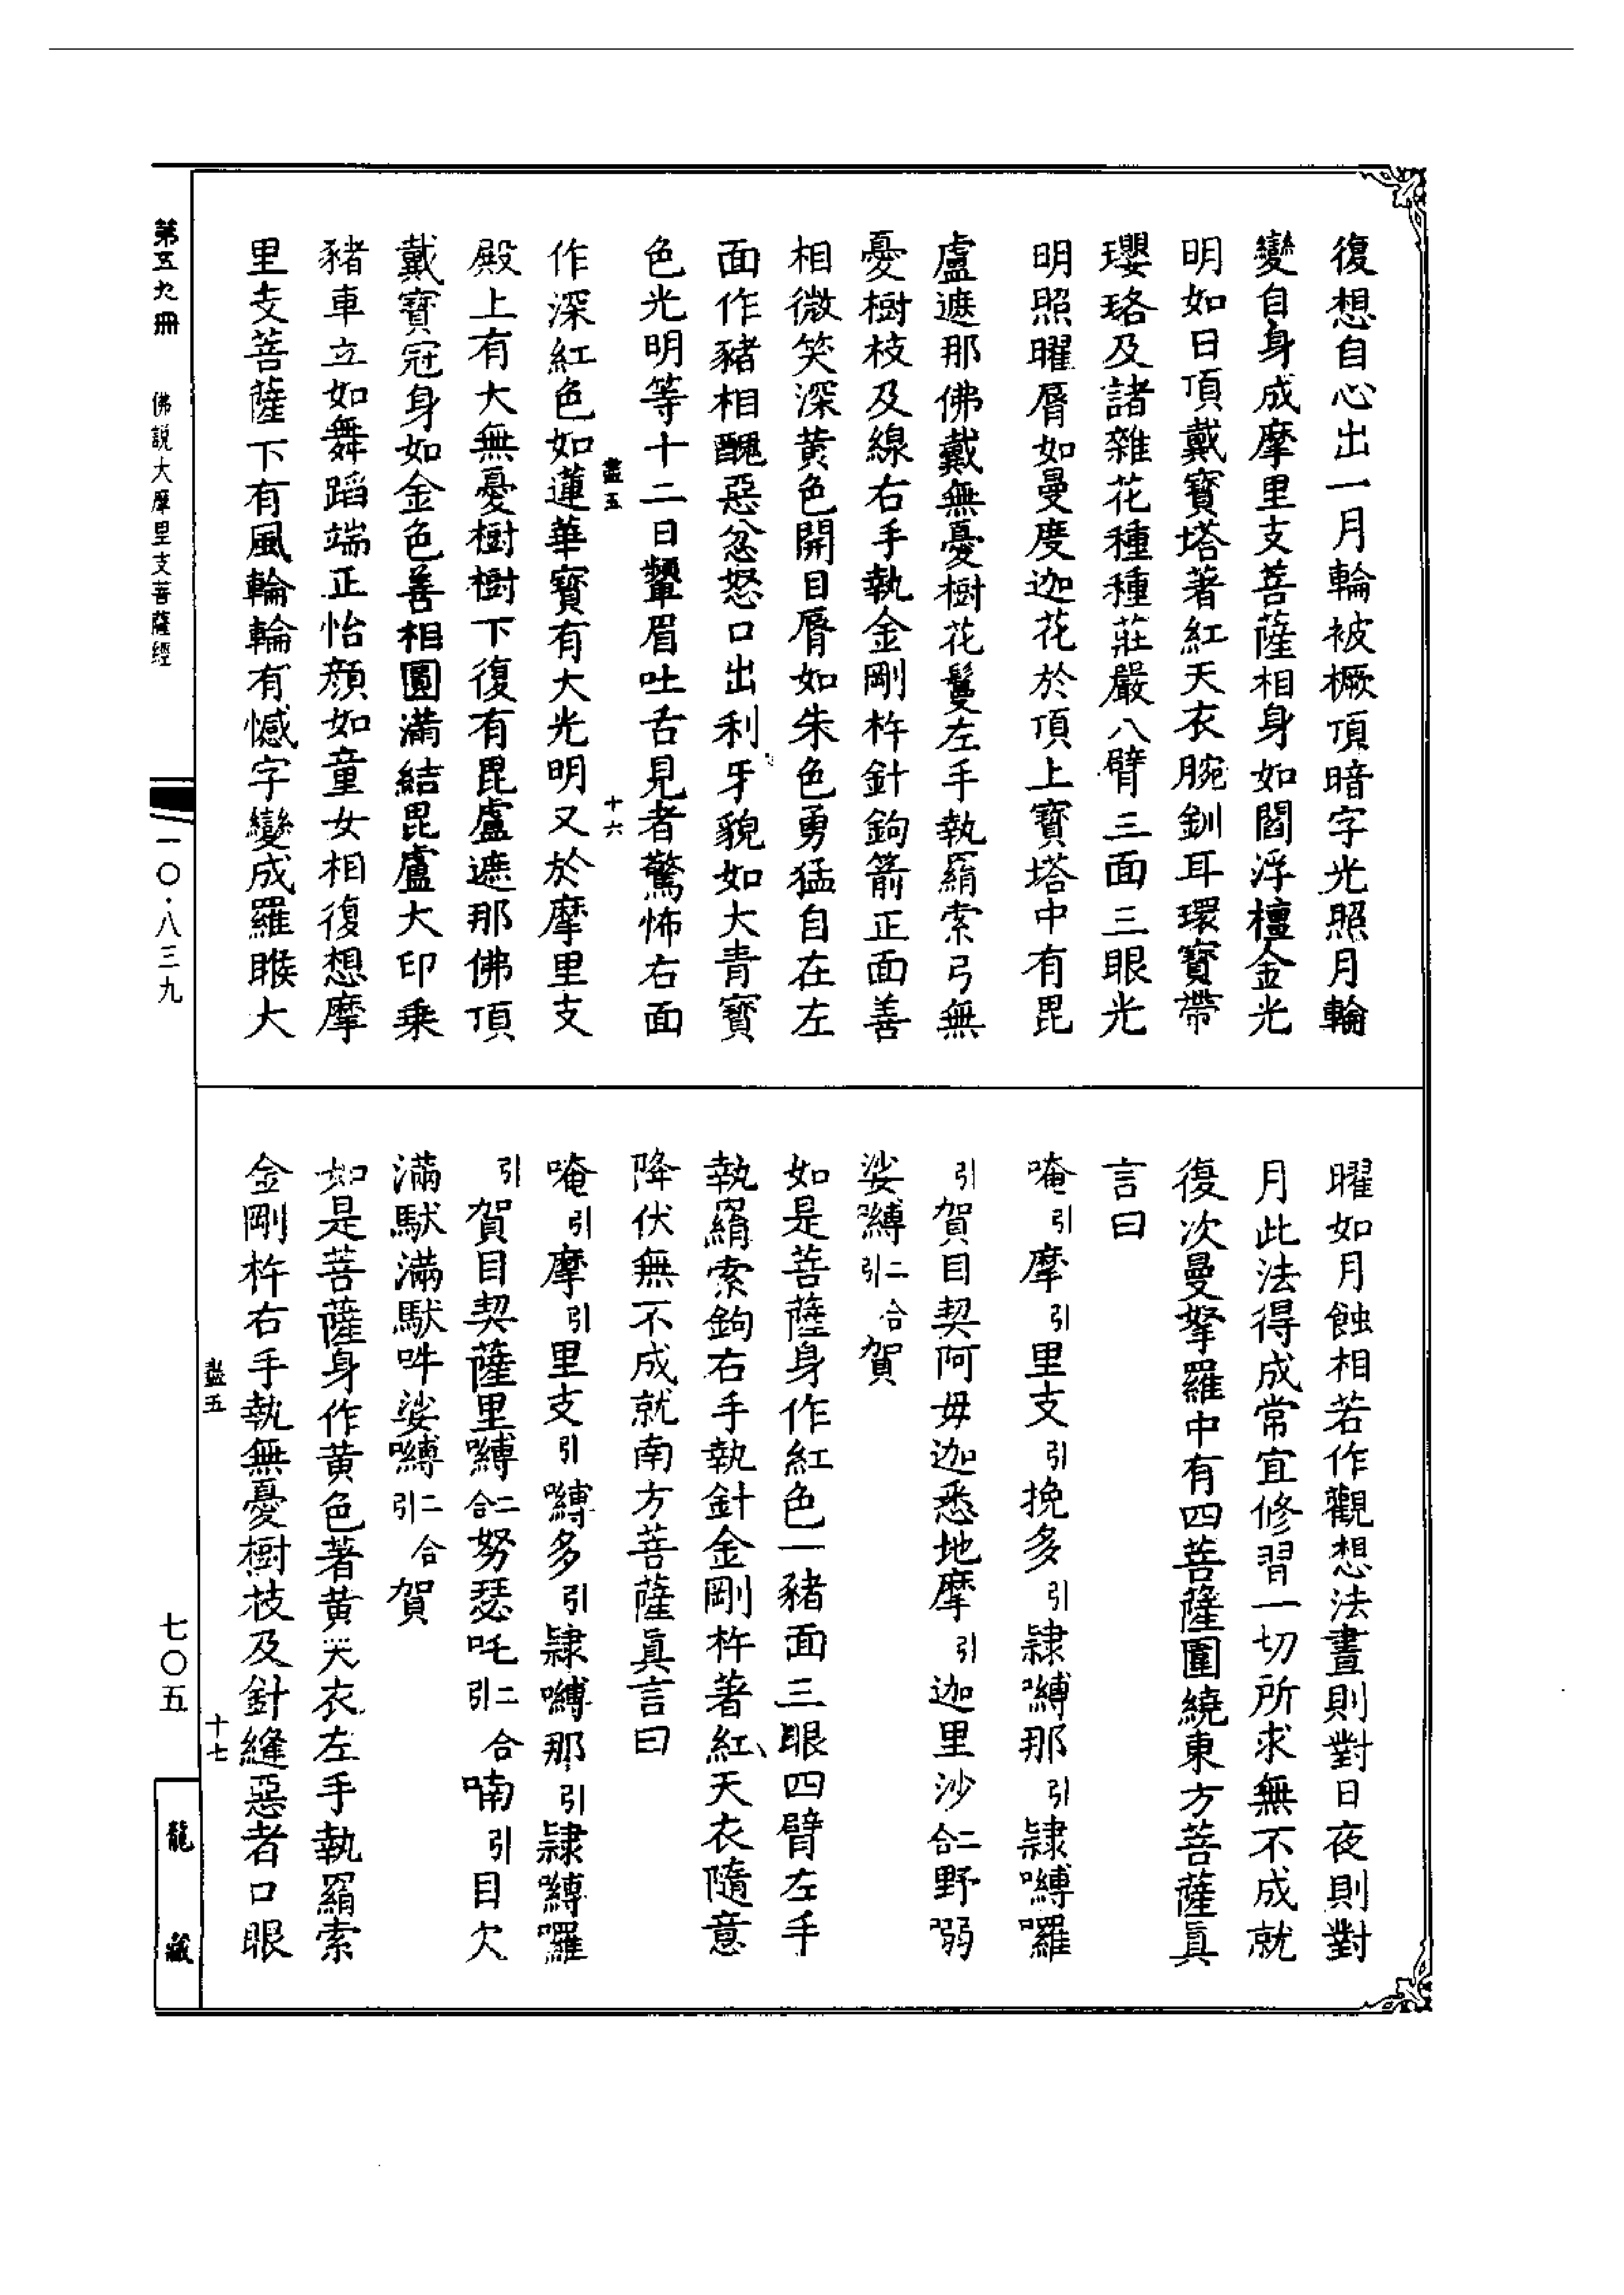 復想自心出一月輪被橛頂暗字光照月輪
變自身成摩里支菩薩相身如閻浮檀金光
明如日頂戴寳塔著紅天衣腕釧耳環寳帶
瓔珞及諸雜花種種莊嚴八臂三面三眼光
明照曜脣如曼度迦花於頂上寳塔中有毘
盧遮那佛戴無憂樹花鬘左手執羂索弓無
憂樹枝及線右手執金剛杵針鉤箭正面善
相微笑深黄色開目脣如朱色勇猛自在左
面作豬相醜惡忿怒口出利牙貌如大青寳
色光明等十二日顰眉吐舌見者驚怖右面
盡五
十六
作深紅色如蓮華寳有大光明又於摩里支
殿上有大無憂樹樹下復有毘盧遮那佛頂
戴寳冠身如金色善相圓滿結毘盧大印乗
豬車立如舞蹈端正怡顔如童女相復想摩
里支菩薩下有風輪輪有憾字變成羅睺大
曜如月蝕相若作觀想法晝則對日夜則對
月此法得成常宜修習一切所求無不成就
復次曼拏羅中有四菩薩圍繞東方菩薩真
言曰
唵引摩引里支引挽多引隷嚩那引隷嚩囉
引賀目契阿毋迦悉地摩引迦里沙二合野弱
娑嚩二合引賀
如是菩薩身作紅色一豬面三眼四臂左手
執羂索鉤右手執針金剛杵著紅天衣隨意
降伏無不成就南方菩薩真言曰
唵引摩引里支引嚩多引隷嚩那引隷嚩囉
引賀目契薩里嚩二合努瑟吒二合引喃引目欠
滿馱滿馱吽娑嚩二合引賀
如是菩薩身作黄色著黄天衣左手執羂索
金剛杵右手執無憂樹枝及針縫惡者口眼
盡五
十七
第五九冊
佛説大摩里支菩薩經
一〇·八三九
七〇五
龍藏